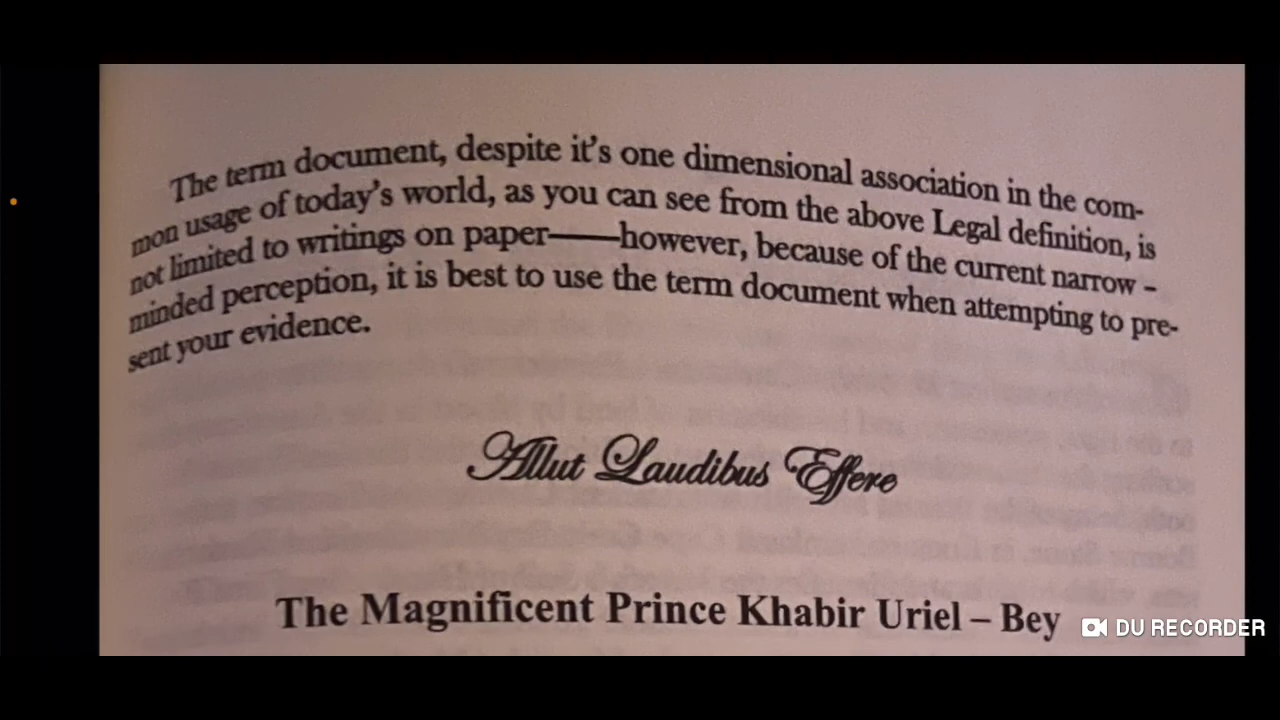 The term document, despite it's one dimensional association in the com-
mon usage of today's world, as you can see from the above Legal definition, is
not limited to writings on paper——however, because of the current narrow –
minded perception, it is best to use the term document when attempting to pre-
sent your evidence.
Allut Laudibus Effere
The Magnificent Prince Khabir Uriel – Bey
DU RECORDER